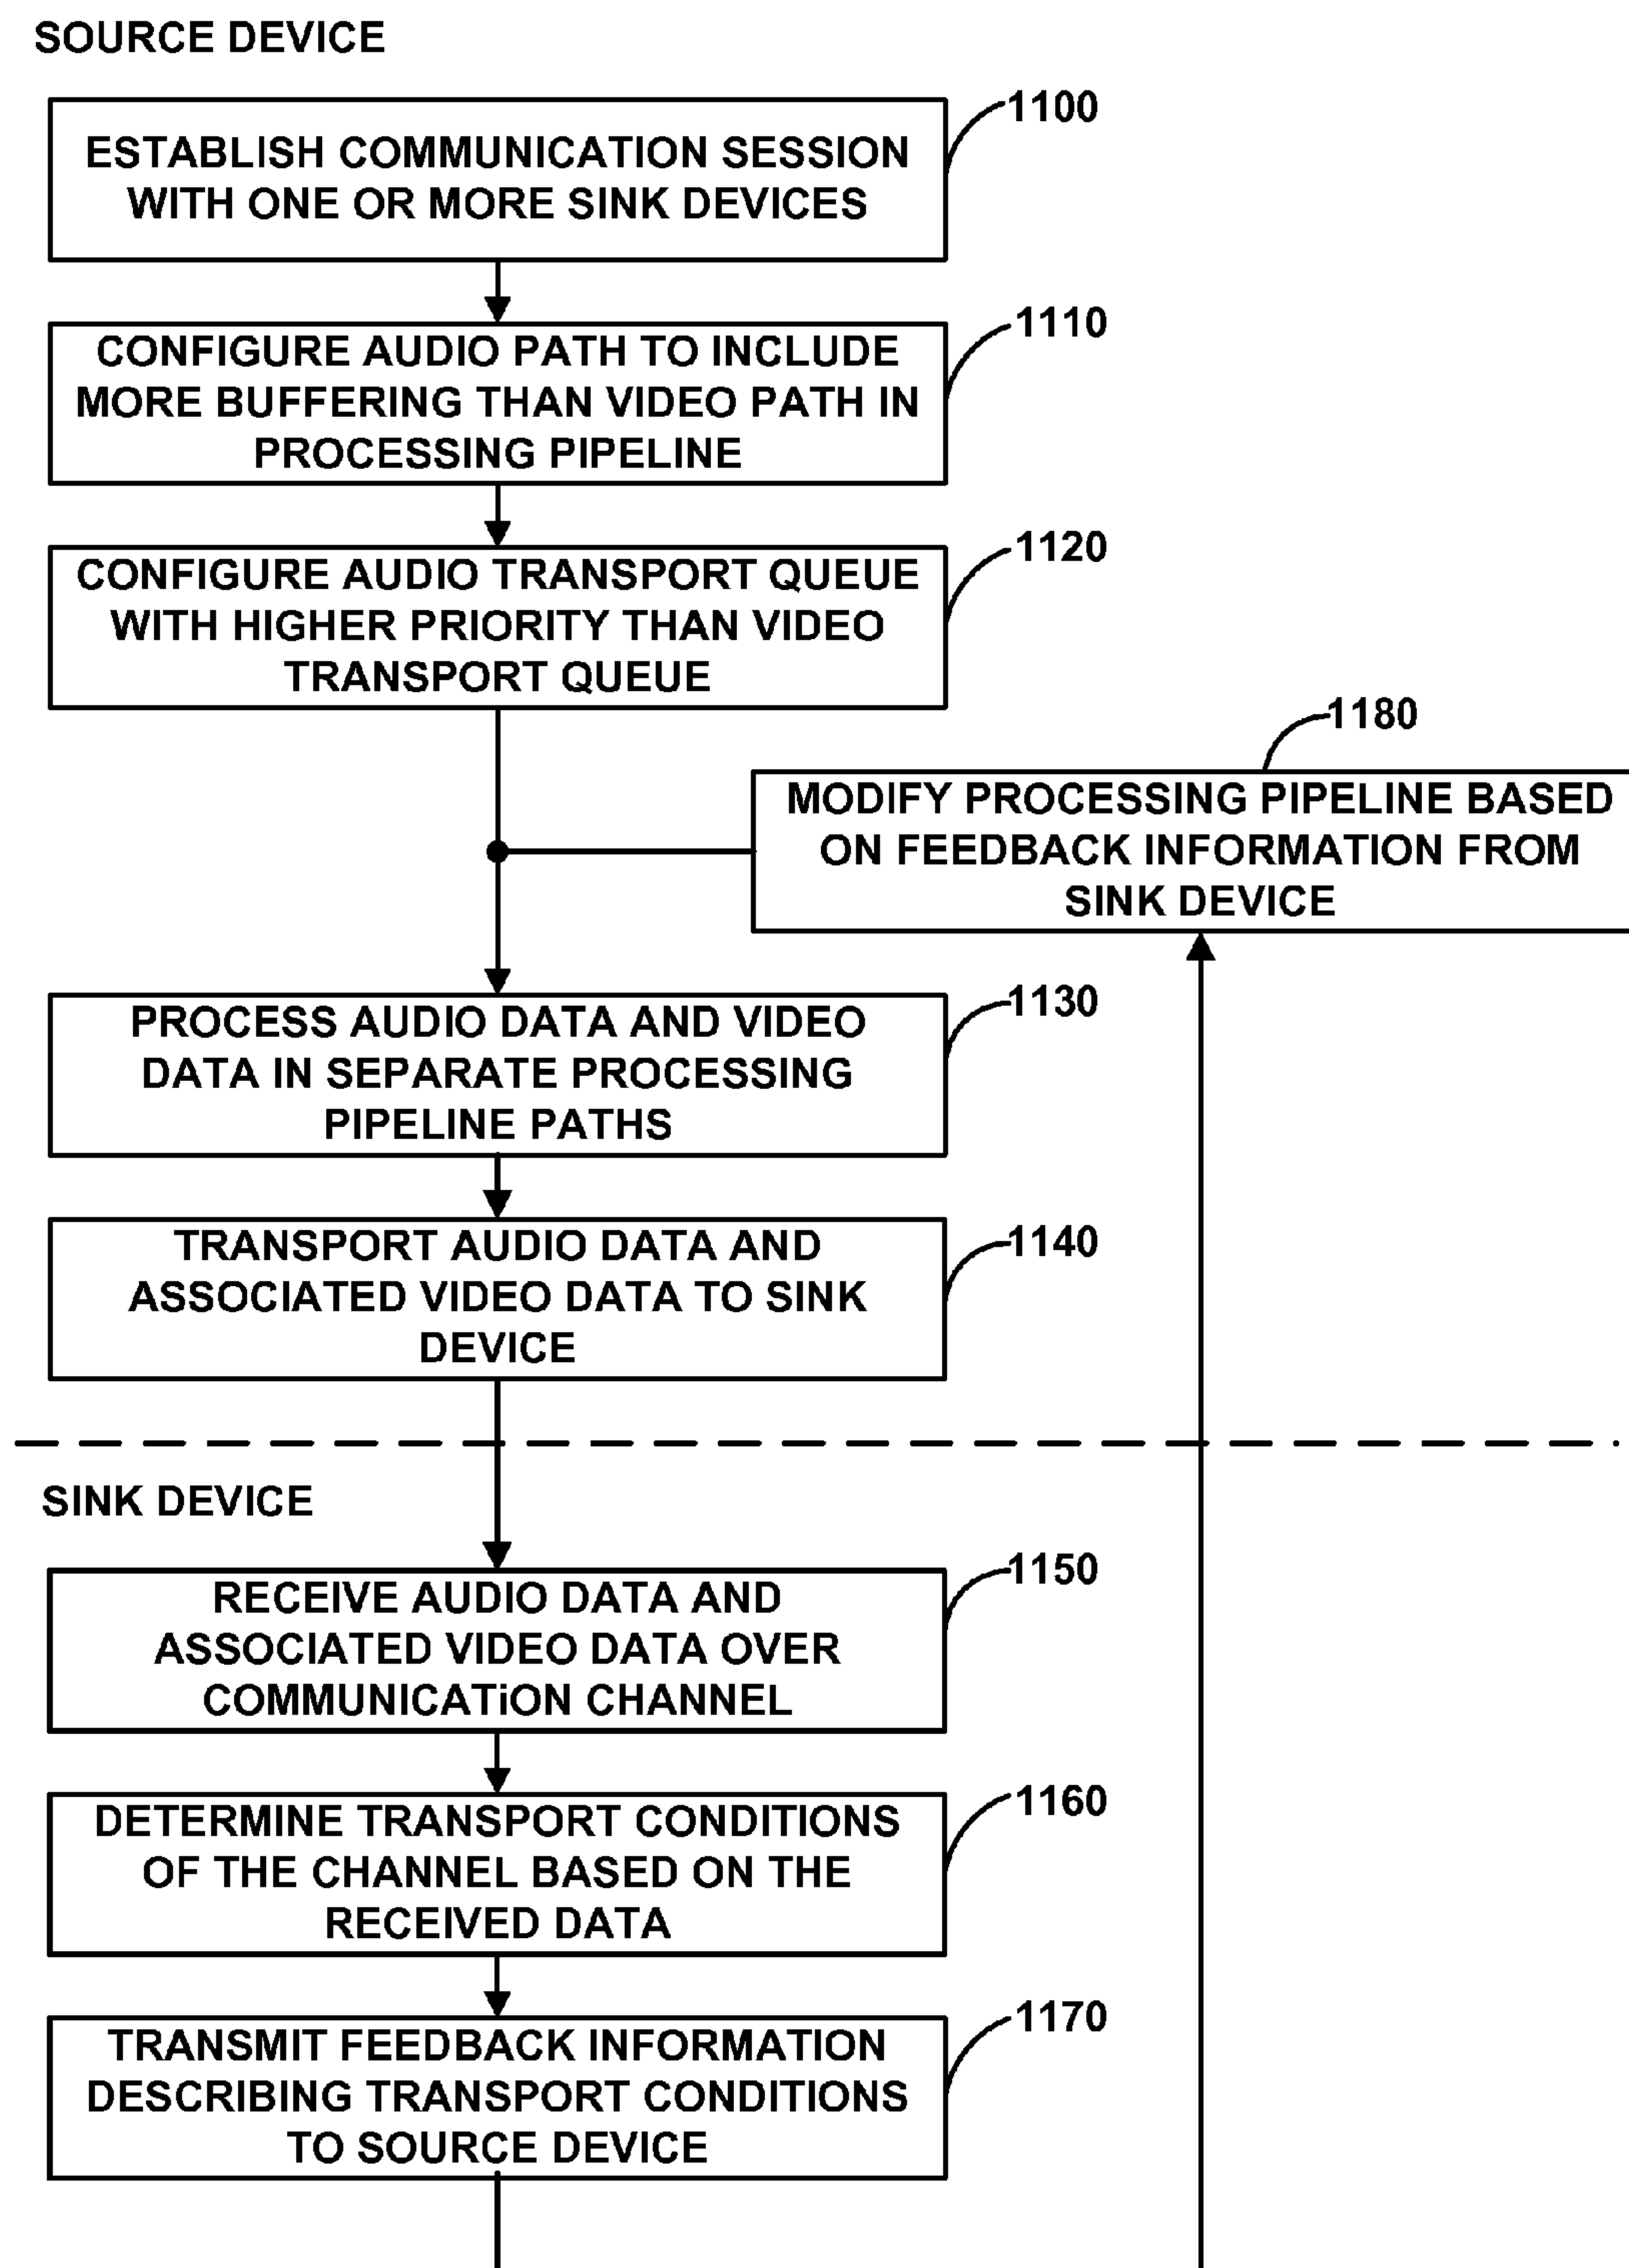 SOURCE DEVICE
1100
ESTABLISH COMMUNICATION SESSION
WITH ONE OR MORE SINK DEVICES
1110
CONFIGURE AUDIO PATH TO INCLUDE
MORE BUFFERING THAN VIDEO PATH IN
PROCESSING PIPELINE
1120
CONFIGURE AUDIO TRANSPORT QUEUE
WITH HIGHER PRIORITY THAN VIDEO
TRANSPORT QUEUE
1180
MODIFY PROCESSING PIPELINE BASED
ON FEEDBACK INFORMATION FROM
SINK DEVICE
1130
PROCESS AUDIO DATA AND VIDEO
DATA IN SEPARATE PROCESSING
PIPELINE PATHS
1140
TRANSPORT AUDIO DATA AND
ASSOCIATED VIDEO DATA TO SINK
DEVICE
SINK DEVICE
1150
RECEIVE AUDIO DATA AND
ASSOCIATED VIDEO DATA OVER
COMMUNICATiON CHANNEL
1160
DETERMINE TRANSPORT CONDITIONS
OF THE CHANNEL BASED ON THE
RECEIVED DATA
1170
TRANSMIT FEEDBACK INFORMATION
DESCRIBING TRANSPORT CONDITIONS
TO SOURCE DEVICE